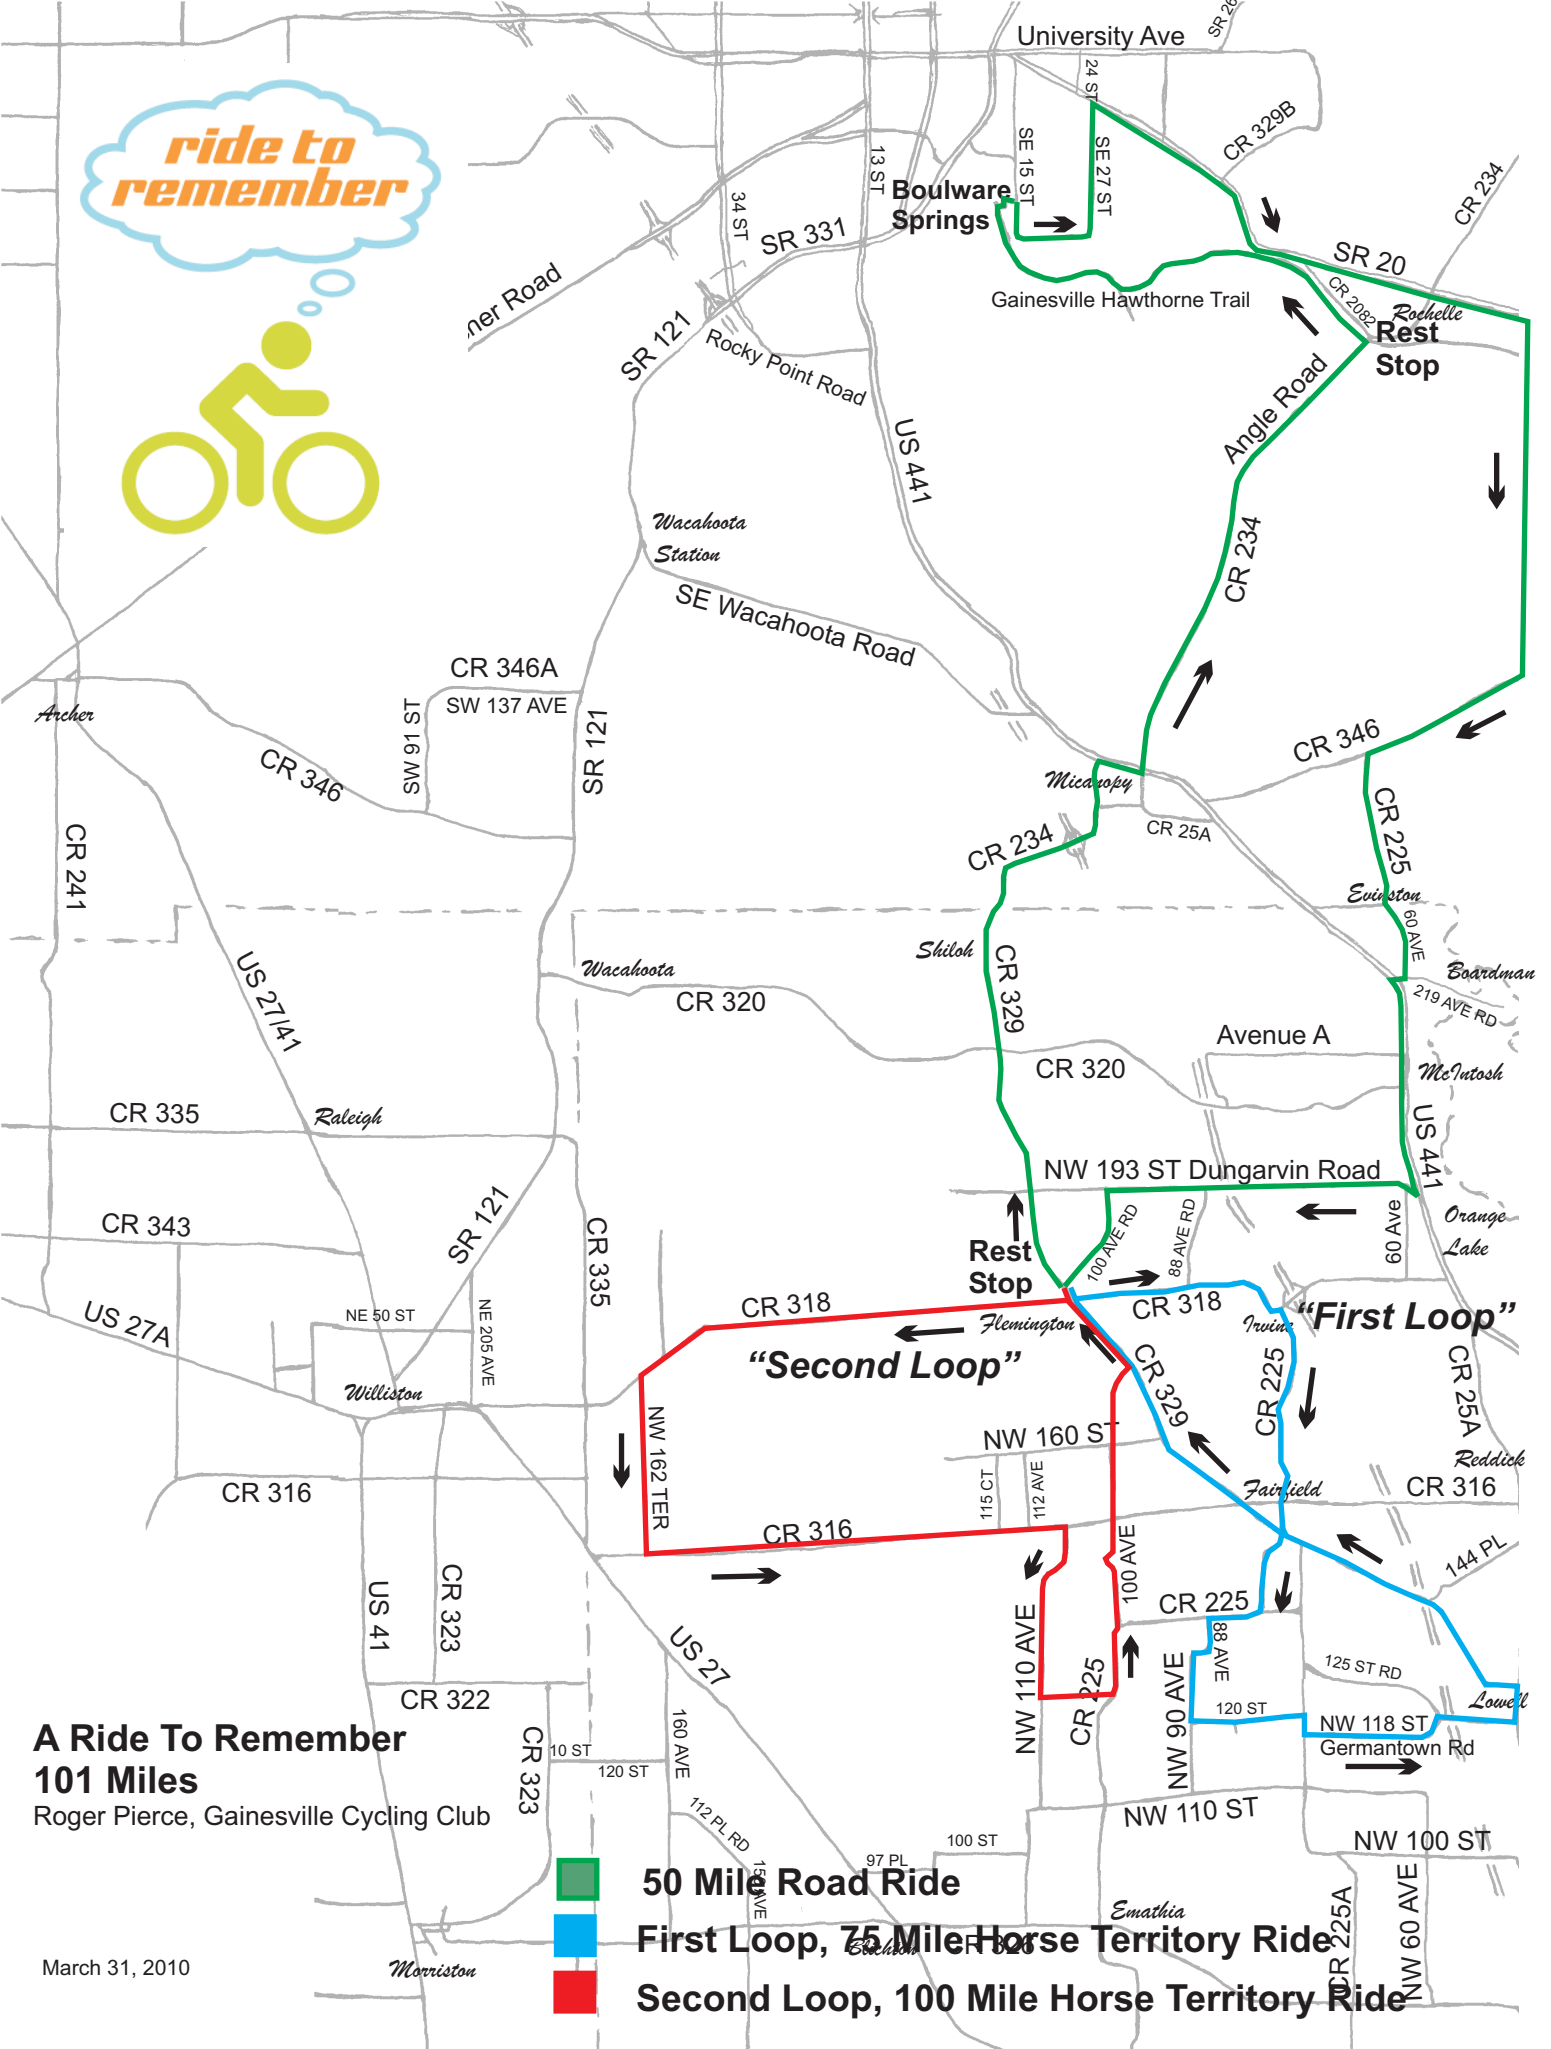 University Ave
SR 26
24 ST
CR 329B
ride to
remember
13 ST
SE 15 ST
SE 27 ST
CR 234
Boulware
Springs
34 ST
SR 331
SR 20
Gainesville Hawthorne Trail
CR 2082
Rochelle
Rest
Stop
ner Road
SR 121
Rocky Point Road
Angle Road
US 441
Wacahoota
Station
CR 234
SE Wacahoota Road
CR 346A
SW 137 AVE
SW 91 ST
Archer
SR 121
CR 346
CR 346
Micanopy
CR 25A
CR 225
CR 234
CR 241
Evinston
60 AVE
Shiloh
US 27/41
Wacahoota
CR 320
CR 329
Boardman
219 AVE RD
Avenue A
CR 320
McIntosh
CR 335
Raleigh
US 441
NW 193 ST Dungarvin Road
CR 343
SR 121
CR 335
100 AVE RD
88 AVE RD
60 Ave
Orange
Lake
Rest
Stop
US 27A
NE 50 ST
NE 205 AVE
CR 318
CR 318
Flemington
Irvine
“First Loop”
“Second Loop”
CR 329
CR 225
CR 25A
Williston
NW 162 TER
NW 160 ST
115 CT
112 AVE
Reddick
Fairfield
CR 316
CR 316
CR 316
100 AVE
144 PL
US 41
CR 323
CR 225
NW 110 AVE
88 AVE
US 27
CR 225
NW 90 AVE
125 ST RD
CR 322
120 ST
Lowell
NW 118 ST
Germantown Rd
A Ride To Remember
101 Miles
Roger Pierce, Gainesville Cycling Club
CR 323
10 ST
120 ST
160 AVE
112 PL RD
NW 110 ST
100 ST
NW 100 ST
97 PL
50 Mile Road Ride
Emathia
First Loop, 75 Mile Horse Territory Ride
CR 326
CR 225A
NW 60 AVE
March 31, 2010
Morriston
Second Loop, 100 Mile Horse Territory Ride